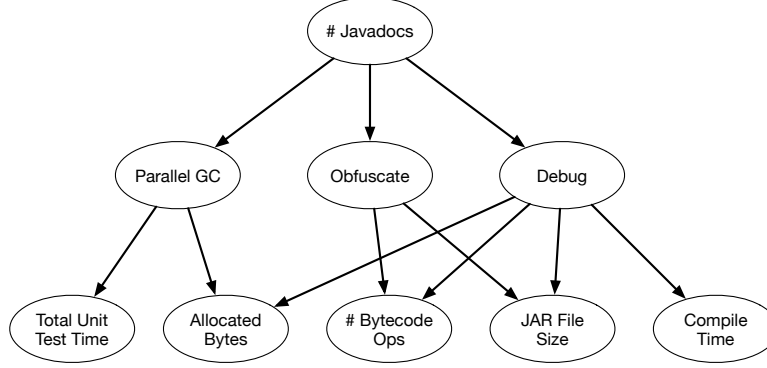 # Javadocs
Parallel GC
Obfuscate
Debug
Total Unit
Test Time
Allocated
Bytes
# Bytecode
Ops
JAR File
Size
Compile
Time